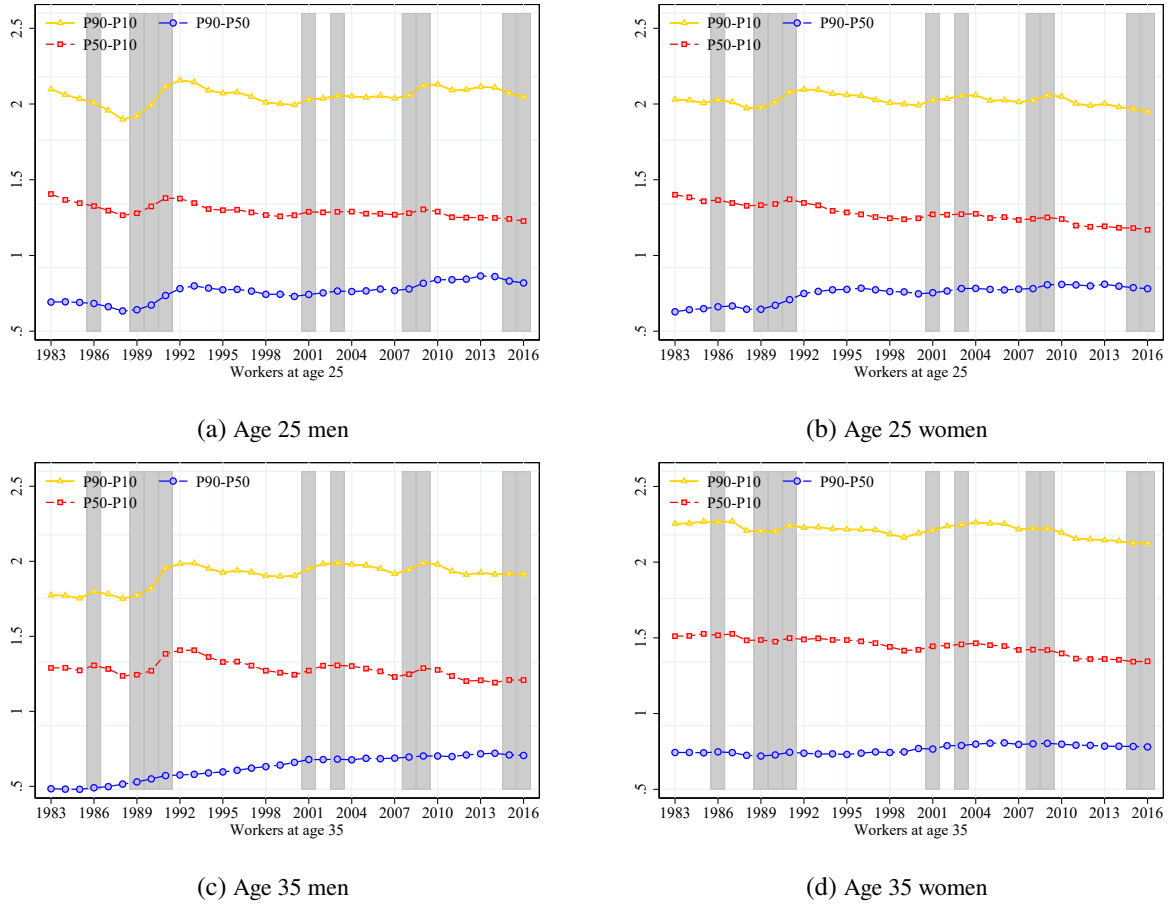 2.5
2
1.5
1
.5
P90-P10
P90-P50
P50-P10
1983 1986 1989 1992 1995 1998 2001 2004 2007 2010 2013 2016
Workers at age 25
(a) Age 25 men
2.5
2
1.5
1
.5
P90-P10
P90-P50
P50-P10
1983 1986 1989 1992 1995 1998 2001 2004 2007 2010 2013 2016
Workers at age 25
(b) Age 25 women
2.5
2
1.5
1
.5
P90-P10
P90-P50
P50-P10
1983 1986 1989 1992 1995 1998 2001 2004 2007 2010 2013 2016
Workers at age 35
(c) Age 35 men
2.5
2
1.5
1
.5
P90-P10
P90-P50
P50-P10
1983 1986 1989 1992 1995 1998 2001 2004 2007 2010 2013 2016
Workers at age 35
(d) Age 35 women